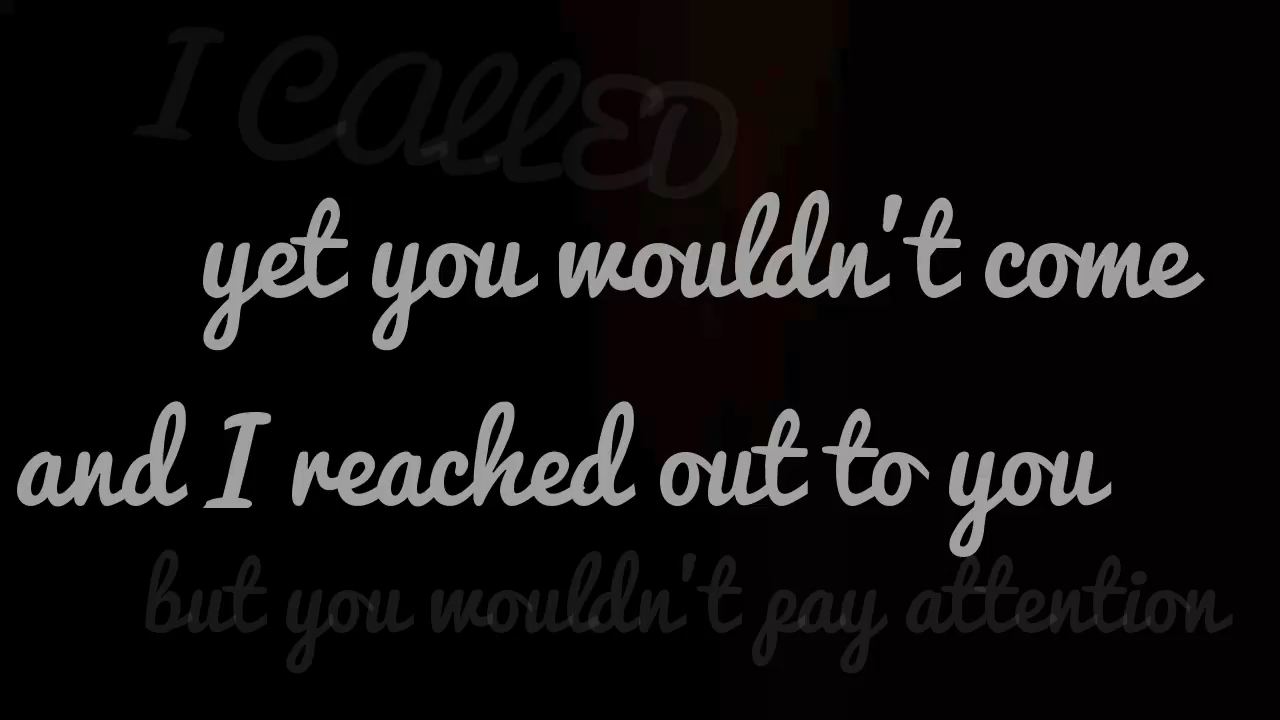 I CAllED
yet you wouldn't come
and I reached out to you
but you wouldn't pay attention